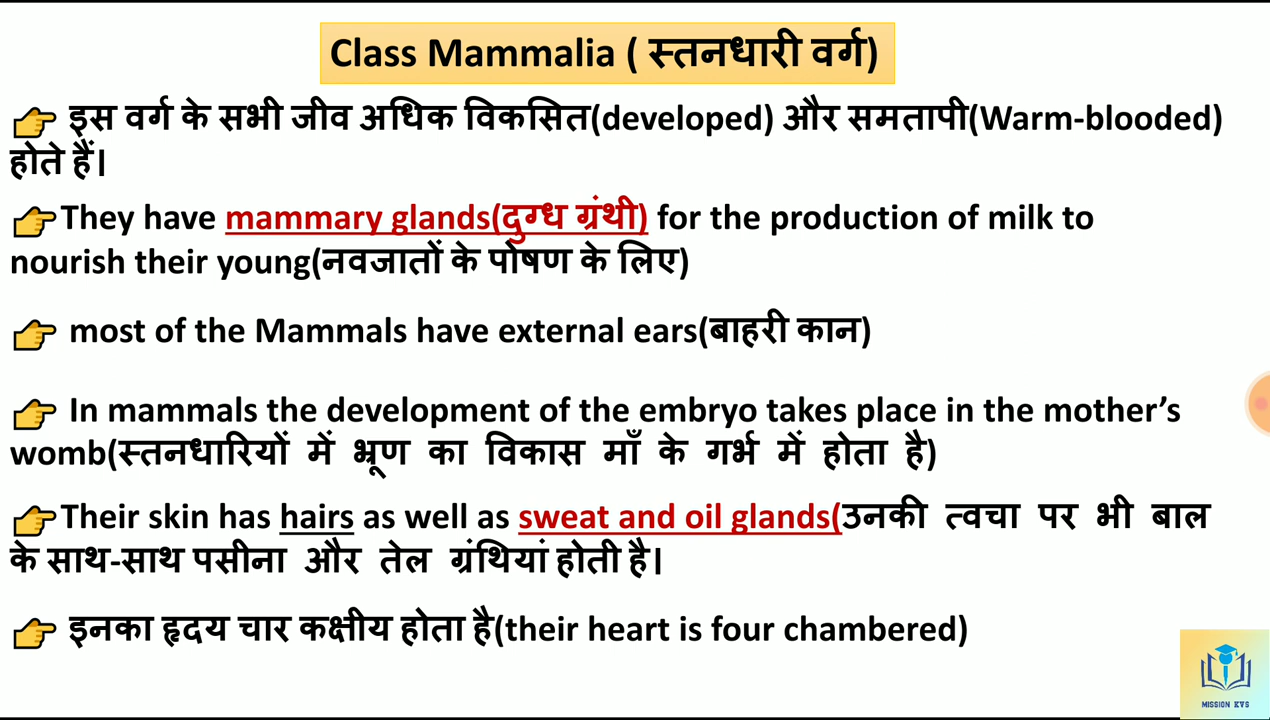 Class Mammalia ( स्तनधारी वर्ग)
👉 इस वर्ग के सभी जीव अधिक विकसित(developed) और समतापी(Warm-blooded)
होते हैं।
👉They have mammary glands(दुग्ध ग्रंथी) for the production of milk to
nourish their young(नवजातों के पोषण के लिए)
👉 most of the Mammals have external ears(बाहरी कान)
👉 In mammals the development of the embryo takes place in the mother’s
womb(स्तनधारियों में भ्रूण का विकास माँ के गर्भ में होता है)
👉Their skin has hairs as well as sweat and oil glands(उनकी त्वचा पर भी बाल
के साथ-साथ पसीना और तेल ग्रंथियां होती है।
👉 इनका हृदय चार कक्षीय होता है(their heart is four chambered)
MISSION KVS